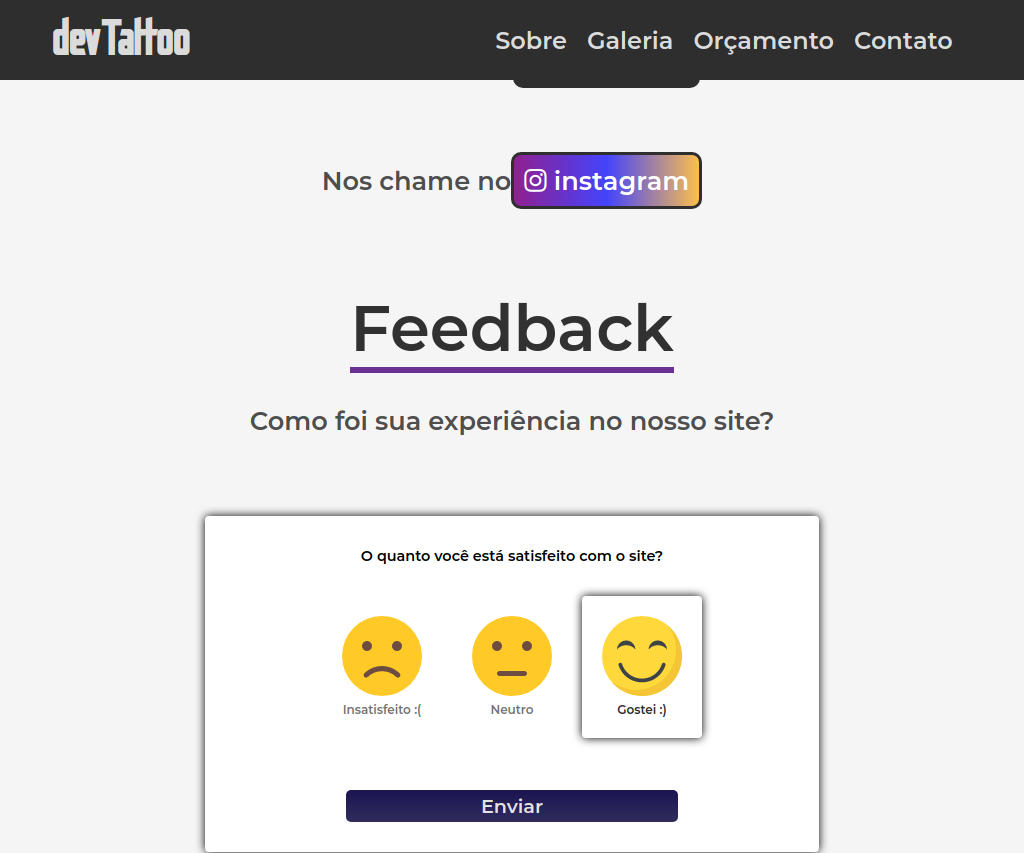 devTattoo
Sobre Galeria Orçamento Contato
Nos chame no instagram
Feedback
Como foi sua experiência no nosso site?
O quanto você está satisfeito com o site?
Insatisfeito :( Neutro Gostei :)
Enviar